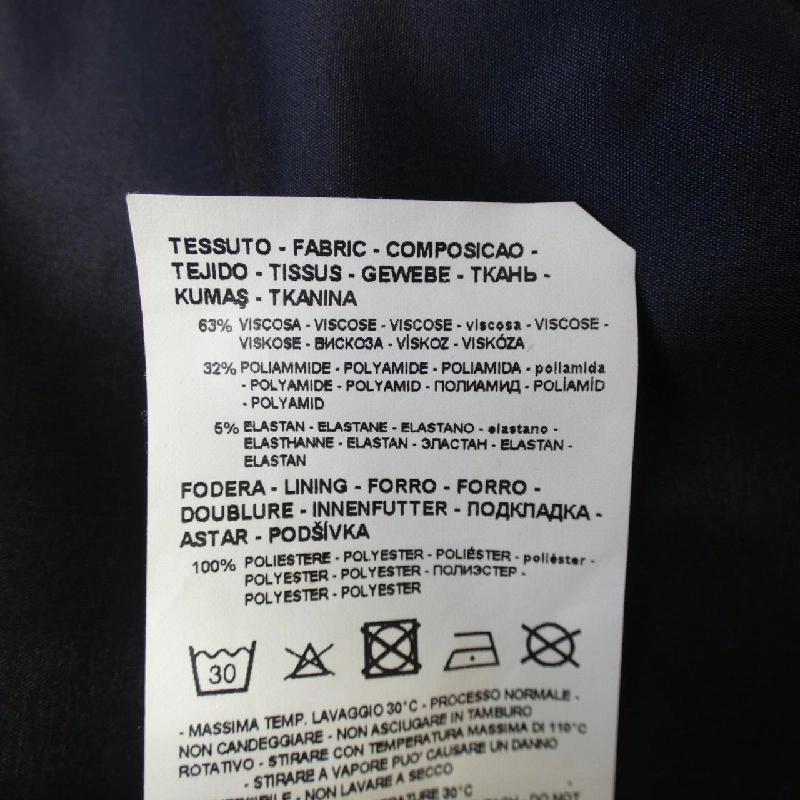 TESSUTO - FABRIC - COMPOSICAO -
TEJIDO - TISSUS - GEWEBE - ТКАНЬ -
KUMAŞ - TKANINA
63% VISCOSA - VISCOSE - VISCOSE - viscosa - VISCOSE -
VISKOSE - ВИСКОЗА - VİSKOZ - VISKÓZA
32% POLIAMMIDE - POLYAMIDE - POLIAMIDA - poliamida
- POLYAMIDE - POLYAMID - ПОЛИАМИД - POLİAMİD
- POLYAMID
5% ELASTAN - ELASTANE - ELASTANO - elastano -
ELASTHANNE - ELASTAN - ЭЛАСТАН - ELASTAN -
ELASTAN
FODERA - LINING - FORRO - FORRO -
DOUBLURE - INNENFUTTER - ПОДКЛАДКА -
ASTAR - PODŠÍVKA
100% POLIESTERE - POLYESTER - POLIÉSTER - poliéster -
POLYESTER - POLYESTER - ПОЛИЭСТЕР -
POLYESTER - POLYESTER
30
- MASSIMA TEMP. LAVAGGIO 30°C - PROCESSO NORMALE -
NON CANDEGGIARE - NON ASCIUGARE IN TAMBURO
ROTATIVO - STIRARE CON TEMPERATURA MASSIMA DI 110°C
- STIRARE A VAPORE PUO' CAUSARE UN DANNO
- NON LAVARE A SECCO
30°C
- DO NOT